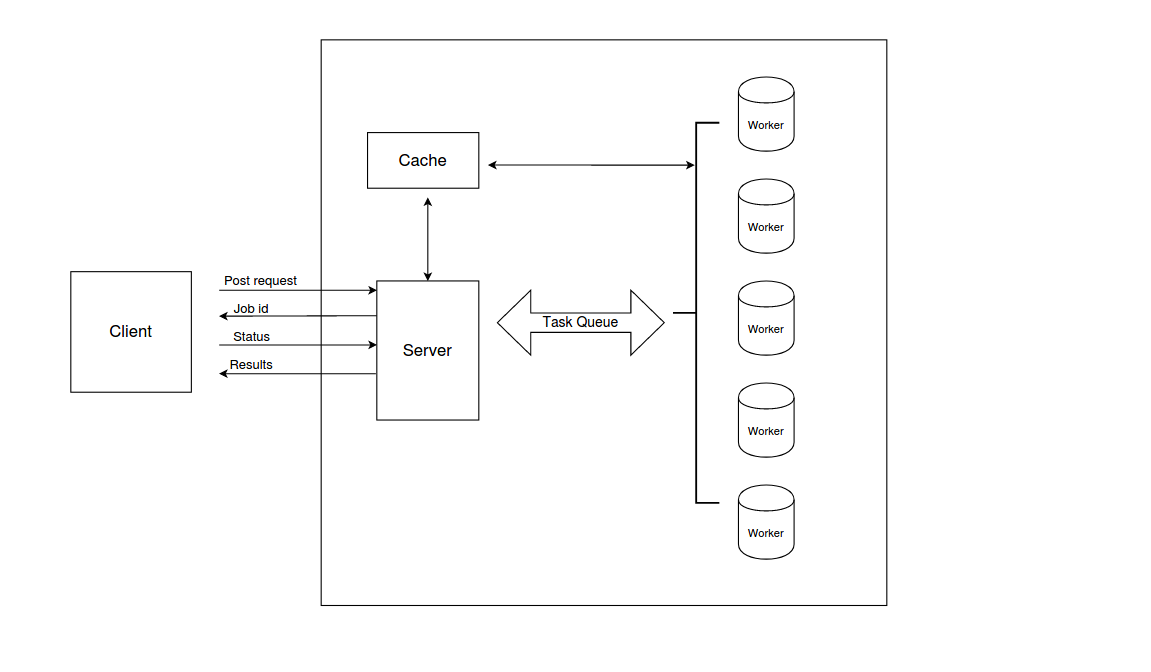 Worker
Cache
Worker
Post request
Job id
Client
Status
Server
Task Queue
Results
Worker
Worker
Worker